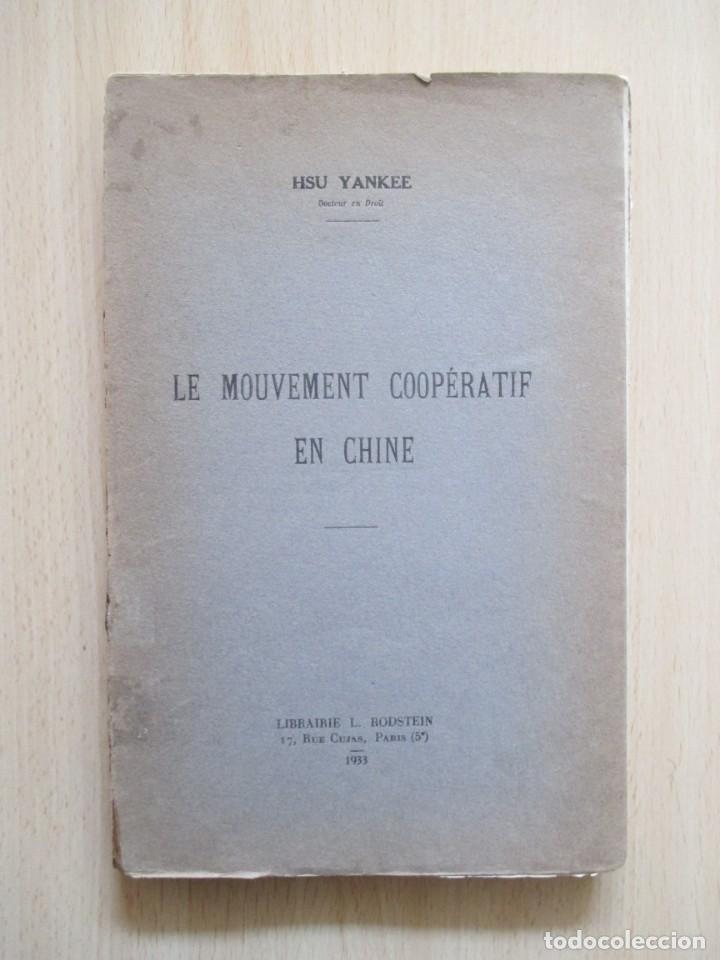 HSU YANKEE
Docteur en Droit
LE MOUVEMENT COOPÉRATIF
EN CHINE
LIBRAIRIE L. RODSTEIN
17, RUE CUJAS, PARIS (5ᵉ)
1933
todocoleccion.net